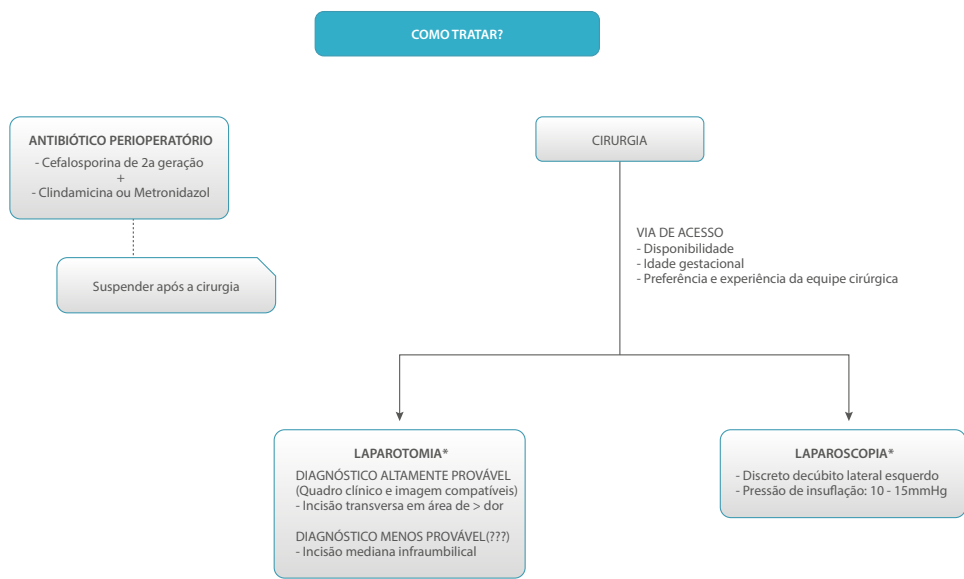 COMO TRATAR?
ANTIBIÓTICO PERIOPERATÓRIO
- Cefalosporina de 2a geração
+
- Clindamicina ou Metronidazol
Suspender após a cirurgia
CIRURGIA
VIA DE ACESSO
- Disponibilidade
- Idade gestacional
- Preferência e experiência da equipe cirúrgica
LAPAROTOMIA*
DIAGNÓSTICO ALTAMENTE PROVÁVEL
(Quadro clínico e imagem compatíveis)
- Incisão transversa em área de > dor
DIAGNÓSTICO MENOS PROVÁVEL(???)
- Incisão mediana infraumbilical
LAPAROSCOPIA*
- Discreto decúbito lateral esquerdo
- Pressão de insuflação: 10 - 15mmHg